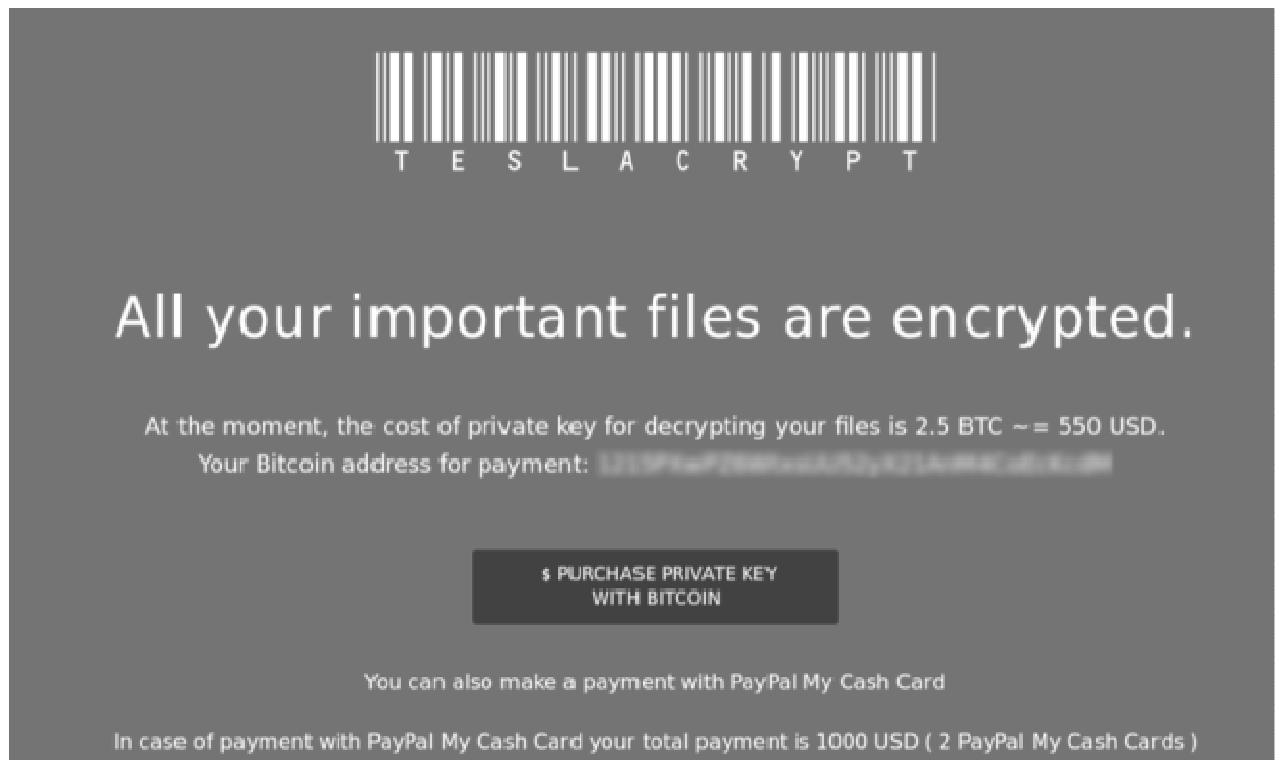 TESLACRYPT
All your important files are encrypted.
At the moment, the cost of private key for decrypting your files is 2.5 BTC ~= 550 USD.
Your Bitcoin address for payment:
$ PURCHASE PRIVATE KEY
WITH BITCOIN
You can also make a payment with PayPal My Cash Card
In case of payment with PayPal My Cash Card your total payment is 1000 USD ( 2 PayPal My Cash Cards )